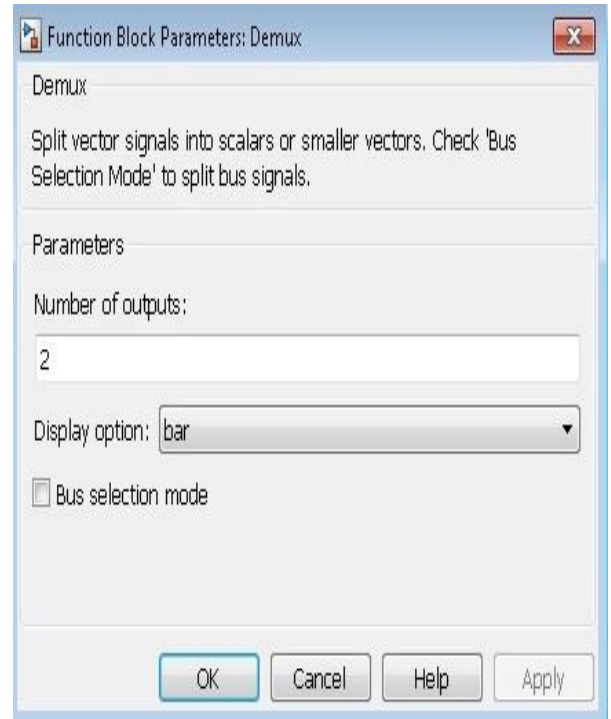 Function Block Parameters: Demux
Demux
Split vector signals into scalars or smaller vectors. Check 'Bus
Selection Mode' to split bus signals.
Parameters
Number of outputs:
2
Display option: bar
Bus selection mode
OK Cancel Help Apply